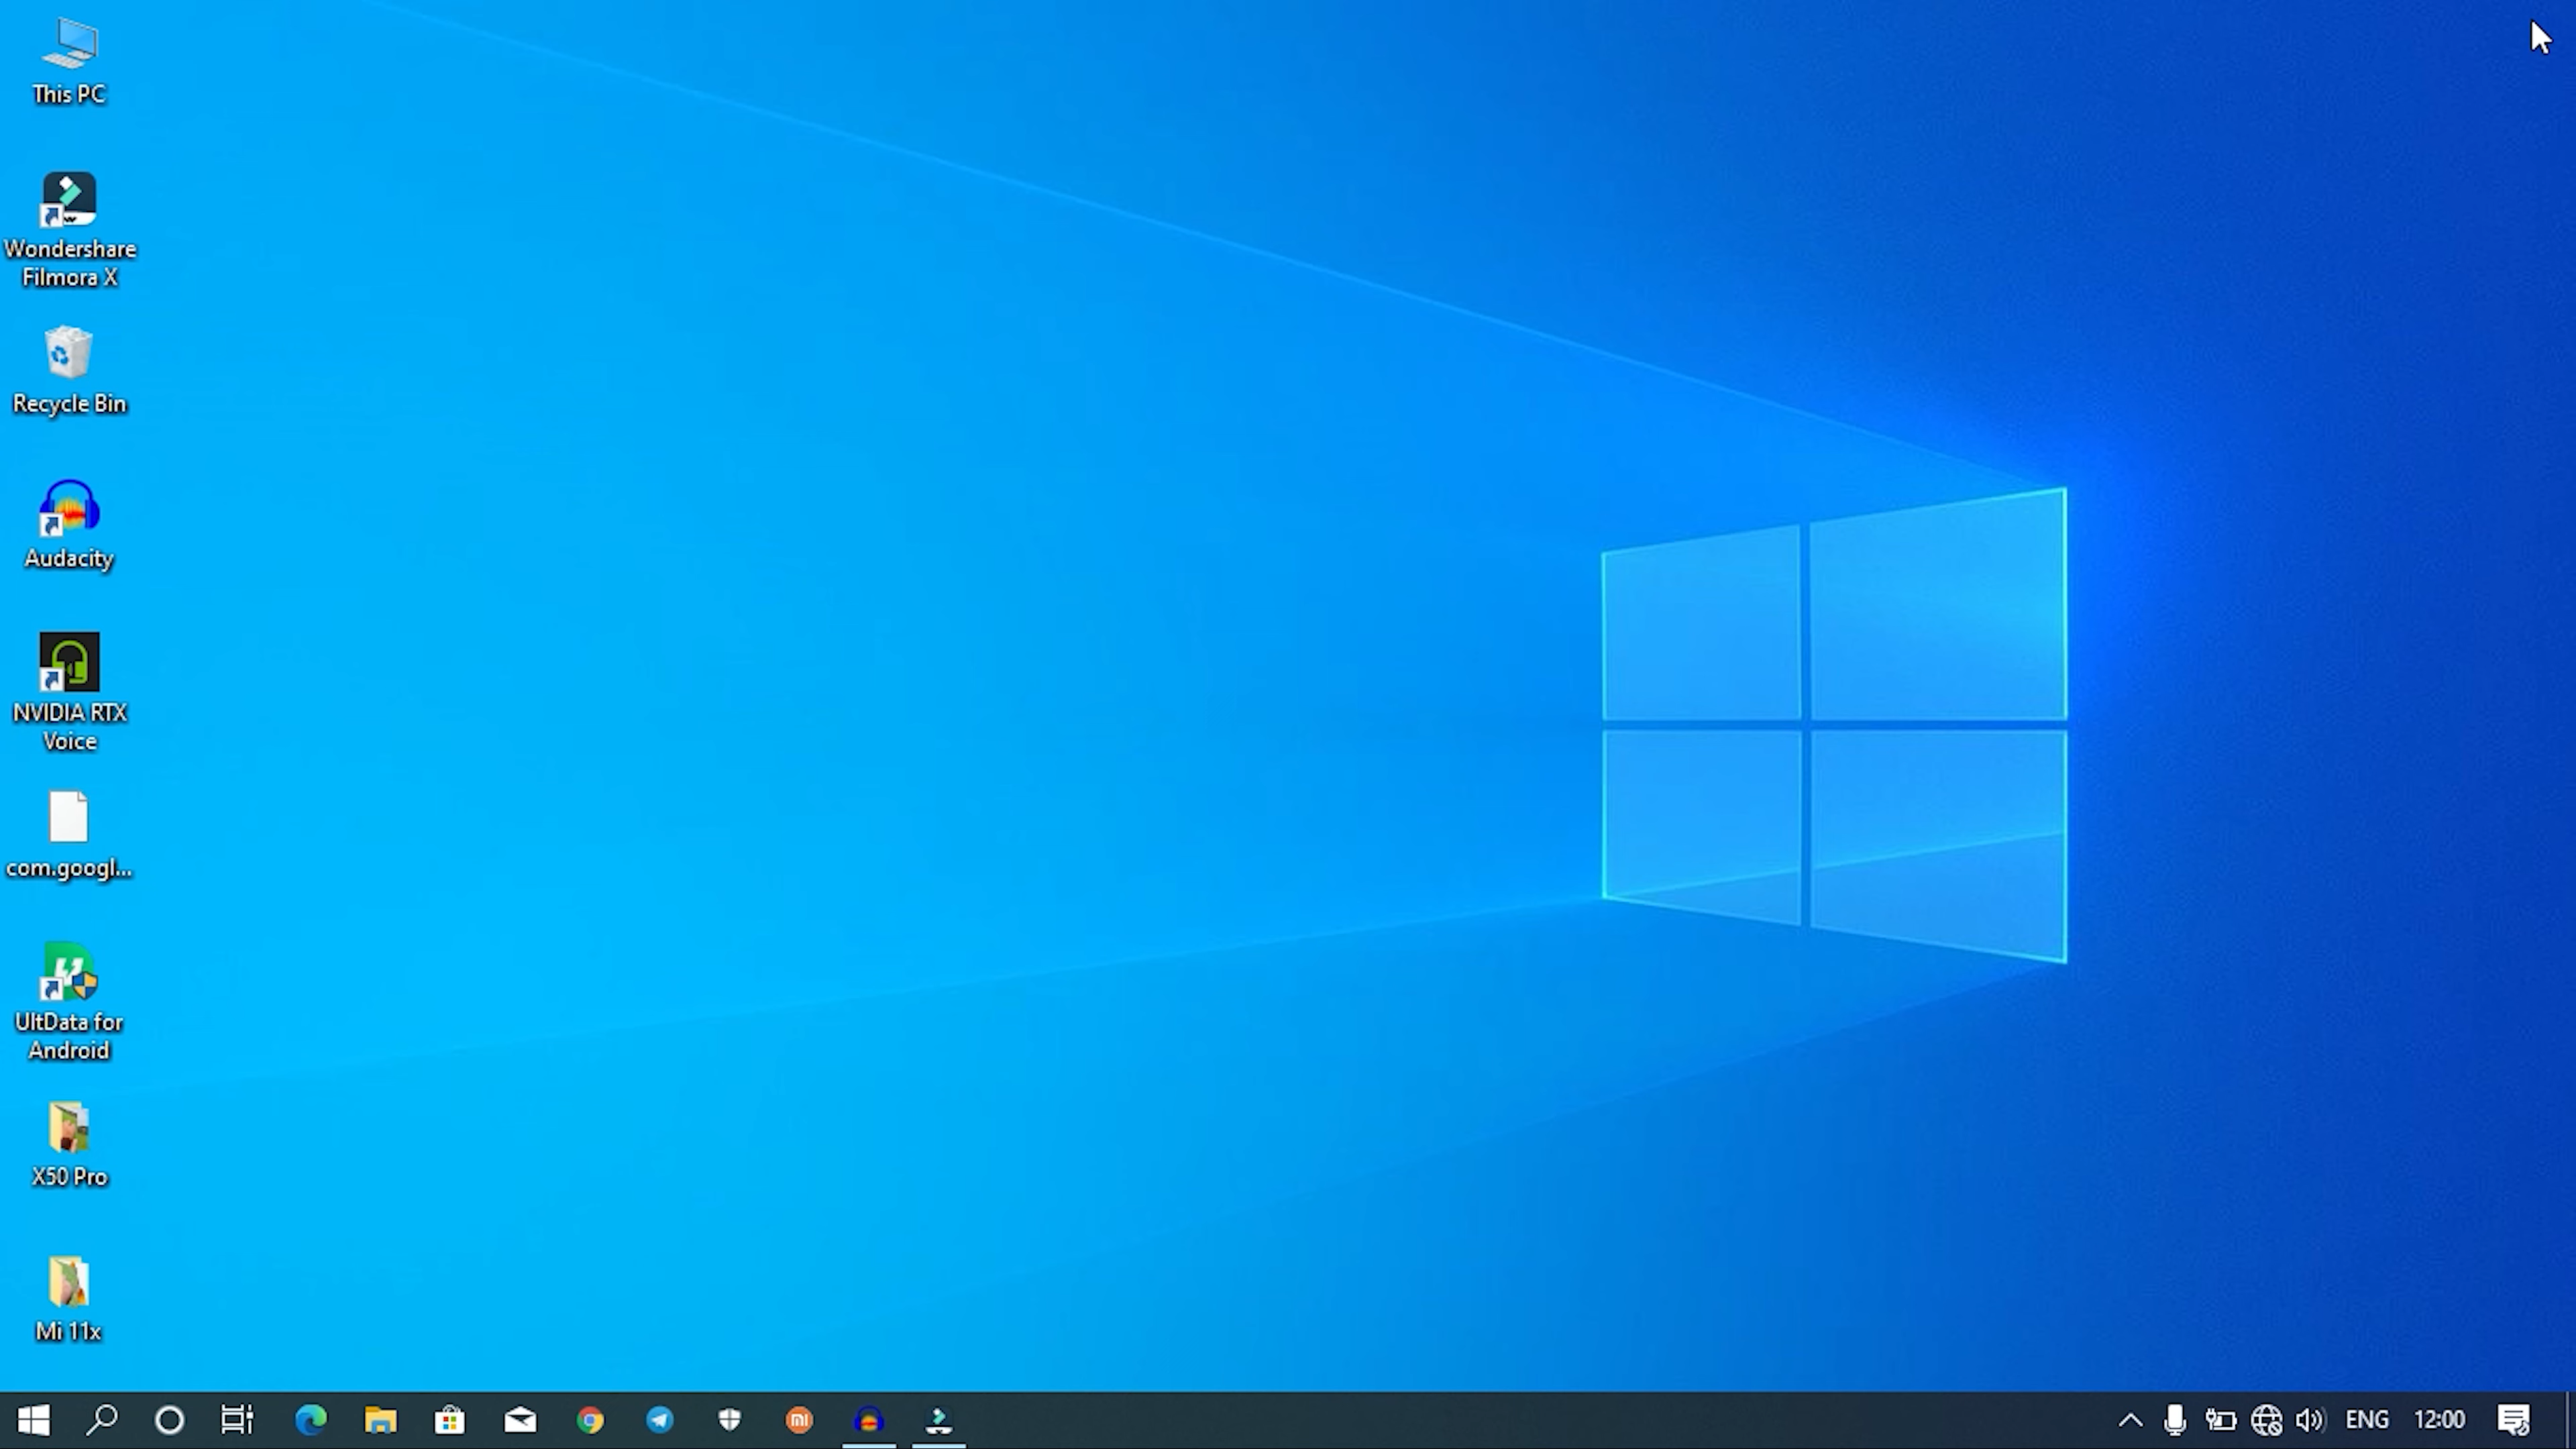 This PC
Wondershare
Filmora X
Recycle Bin
Audacity
NVIDIA RTX
Voice
com.googl...
UltData for
Android
X50 Pro
Mi 11x
ENG
12:00